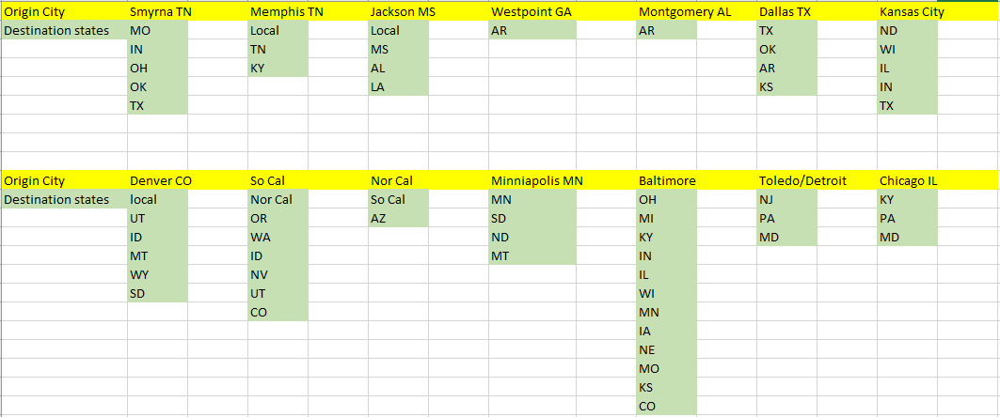 Origin City Smyrna TN Memphis TN Jackson MS Westpoint GA Montgomery AL Dallas TX Kansas City
Destination states MO Local Local AR AR TX ND
IN TN MS OK WI
OH KY AL AR IL
OK LA KS IN
TX TX
Origin City Denver CO So Cal Nor Cal Minniapolis MN Baltimore Toledo/Detroit Chicago IL
Destination states local Nor Cal So Cal MN OH NJ KY
UT OR AZ SD MI PA PA
ID WA ND KY MD MD
MT ID MT IN
WY NV IL
SD UT WI
CO MN
IA
NE
MO
KS
CO